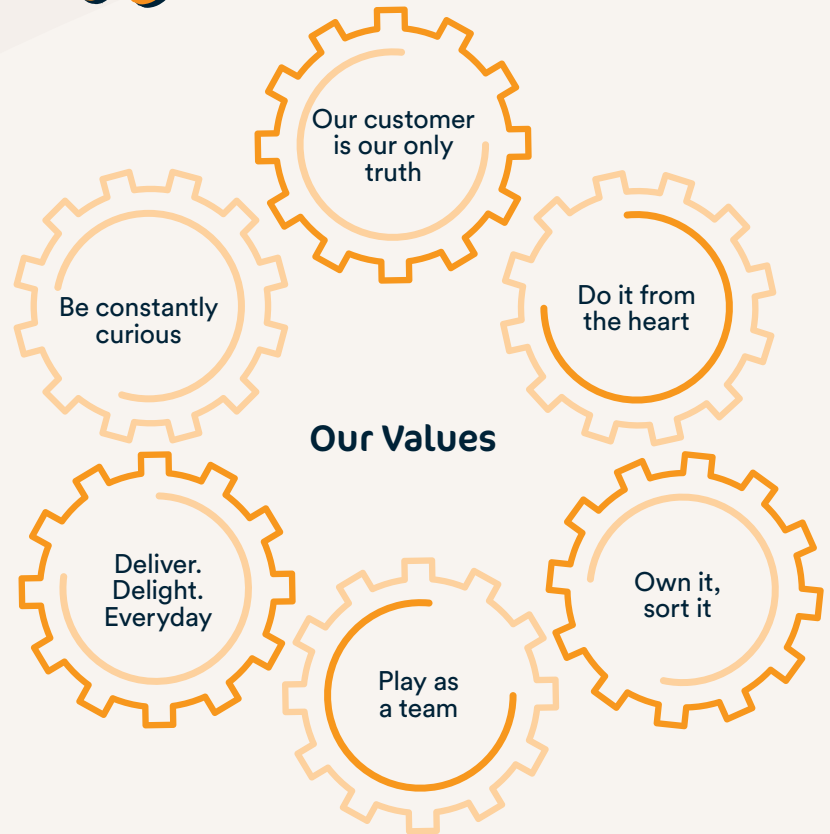 Our customer
is our only
truth
Do it from
the heart
Own it,
sort it
Play as
a team
Deliver.
Delight.
Everyday
Be constantly
curious
Our Values